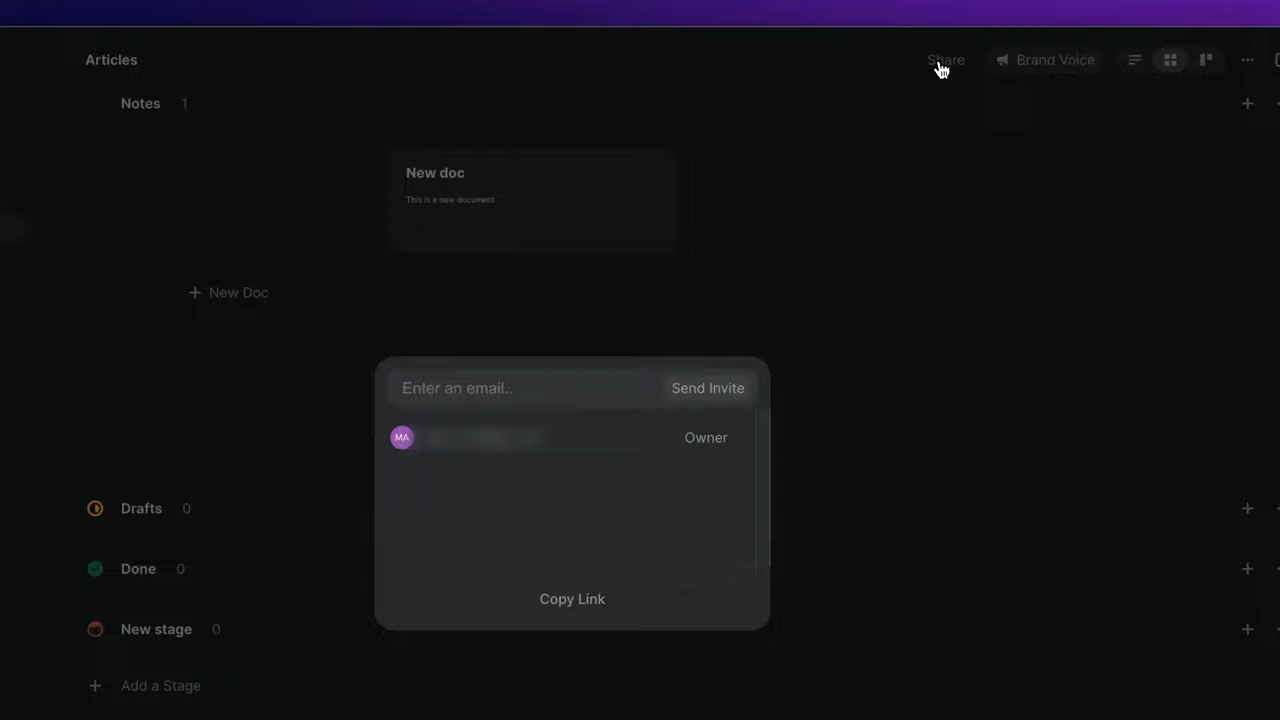 Articles
Share
Brand Voice
Notes 1
New doc
This is a new document
+ New Doc
Enter an email..
Send Invite
MA
Owner
Drafts 0
Done 0
Copy Link
New stage 0
+ Add a Stage